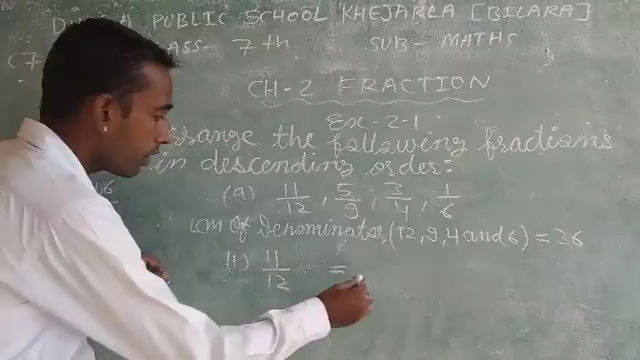 PUBLIC SCHOOL KHEJARLA [BILARA]
7th SUB- MATHS
CH-2 FRACTION
Ex-2.1
the following fractions
in descending order:
(a) 11/12, 5/9, 3/4, 1/6
LCM Of Denominator, (12, 9, 4 and 6) = 36
(1) 11/12 =